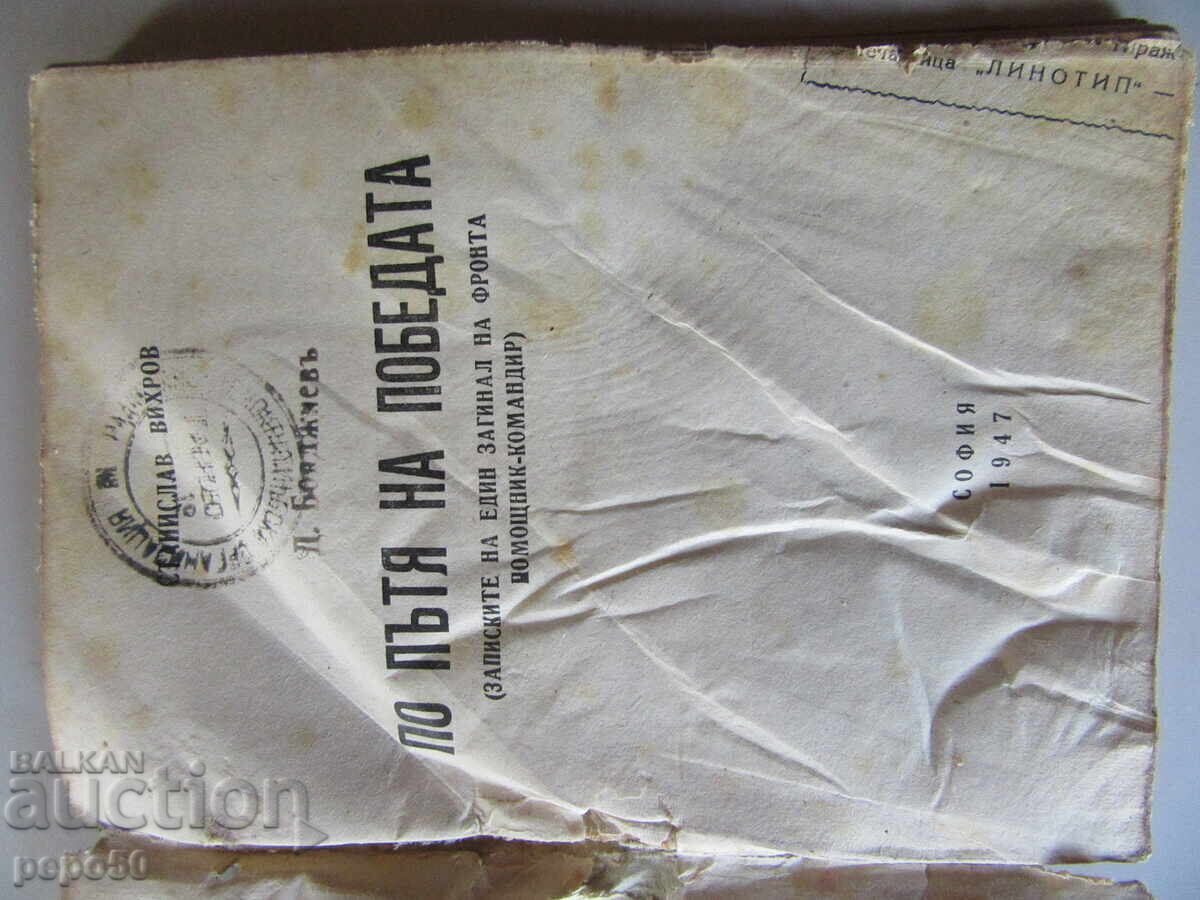 СТАНИСЛАВ ВИХРОВ
ПО ПЪТЯ НА ПОБЕДАТА
(ЗАПИСКИТЕ НА ЕДИН ЗАГИНАЛ НА ФРОНТА
ПОМОЩНИК-КОМАНДИР)
СОФИЯ
1947
„ЛИНОТИП“ —
BALKAN
auction
pepo50